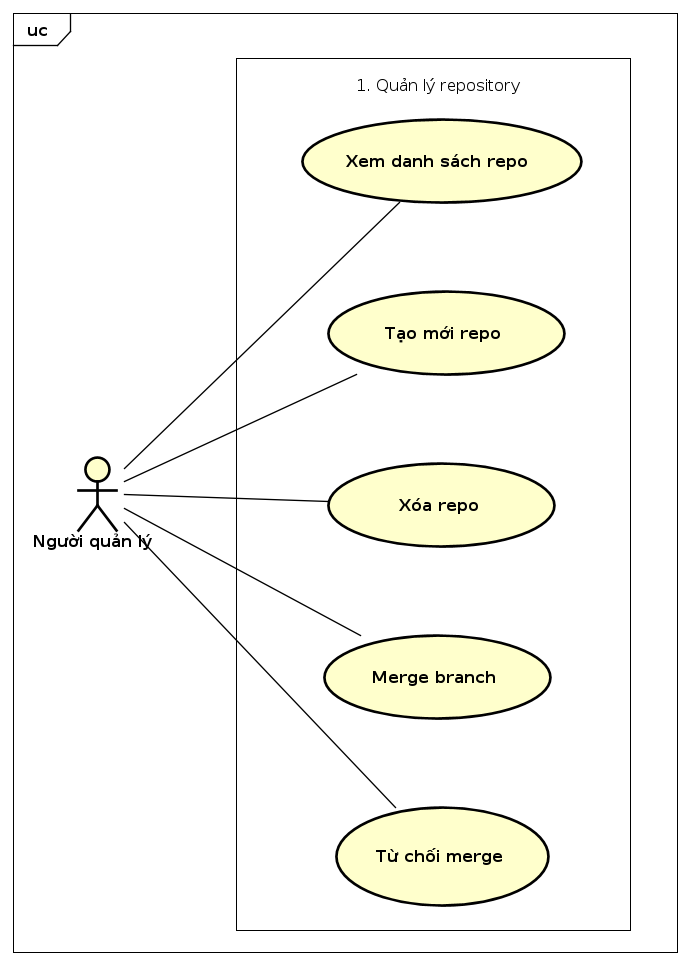 uc
1. Quản lý repository
Xem danh sách repo
Tạo mới repo
Xóa repo
Người quản lý
Merge branch
Từ chối merge